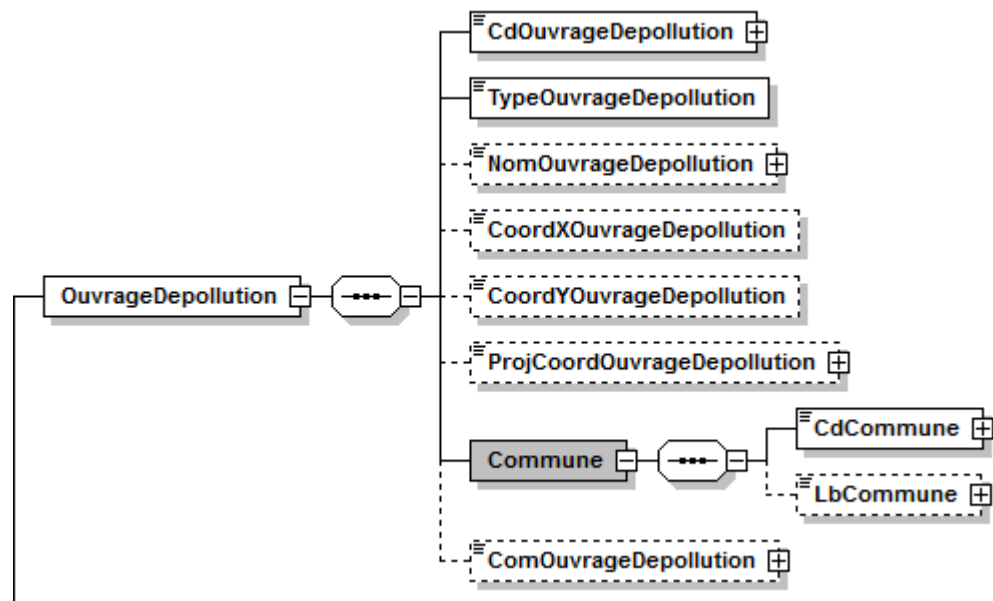 CdOuvrageDepollution
TypeOuvrageDepollution
NomOuvrageDepollution
CoordXOuvrageDepollution
OuvrageDepollution
CoordYOuvrageDepollution
ProjCoordOuvrageDepollution
CdCommune
Commune
LbCommune
ComOuvrageDepollution